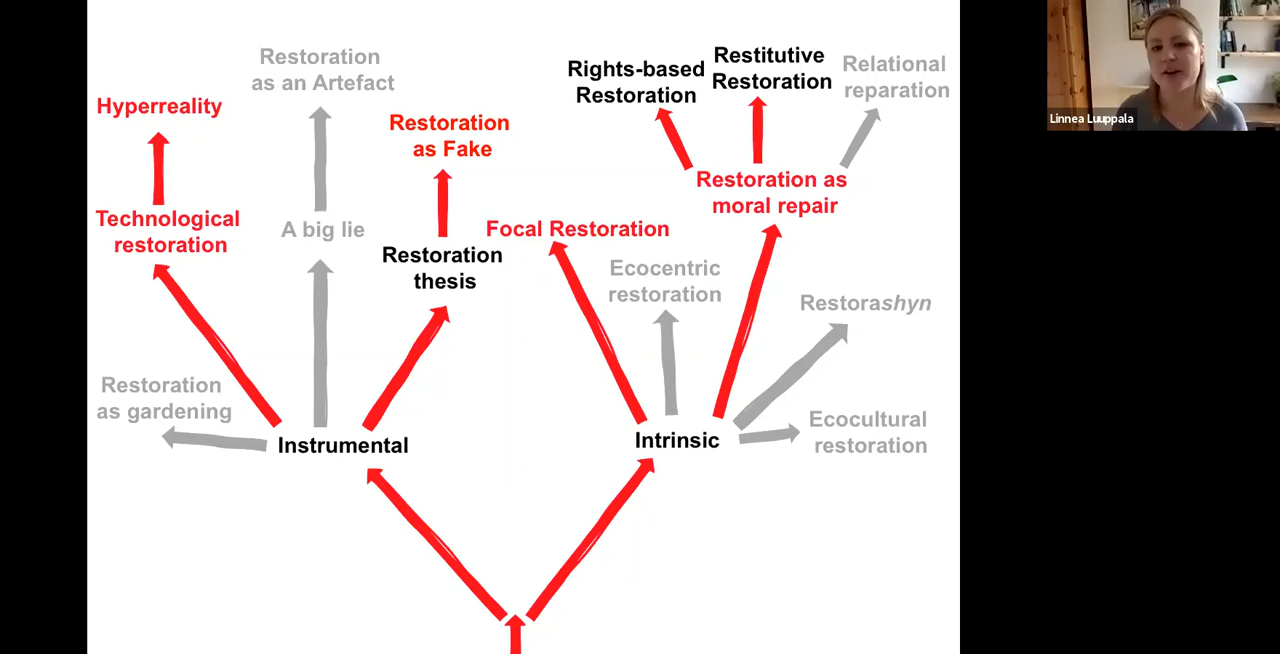 Restoration
as an Artefact
Hyperreality
Restoration
as Fake
Technological
restoration
A big lie
Restoration
thesis
Restoration
as gardening
Instrumental
Rights-based
Restoration
Restitutive
Restoration
Relational
reparation
Restoration as
moral repair
Focal Restoration
Ecocentric
restoration
Restorashyn
Ecocultural
restoration
Intrinsic
Linnea Luuppala